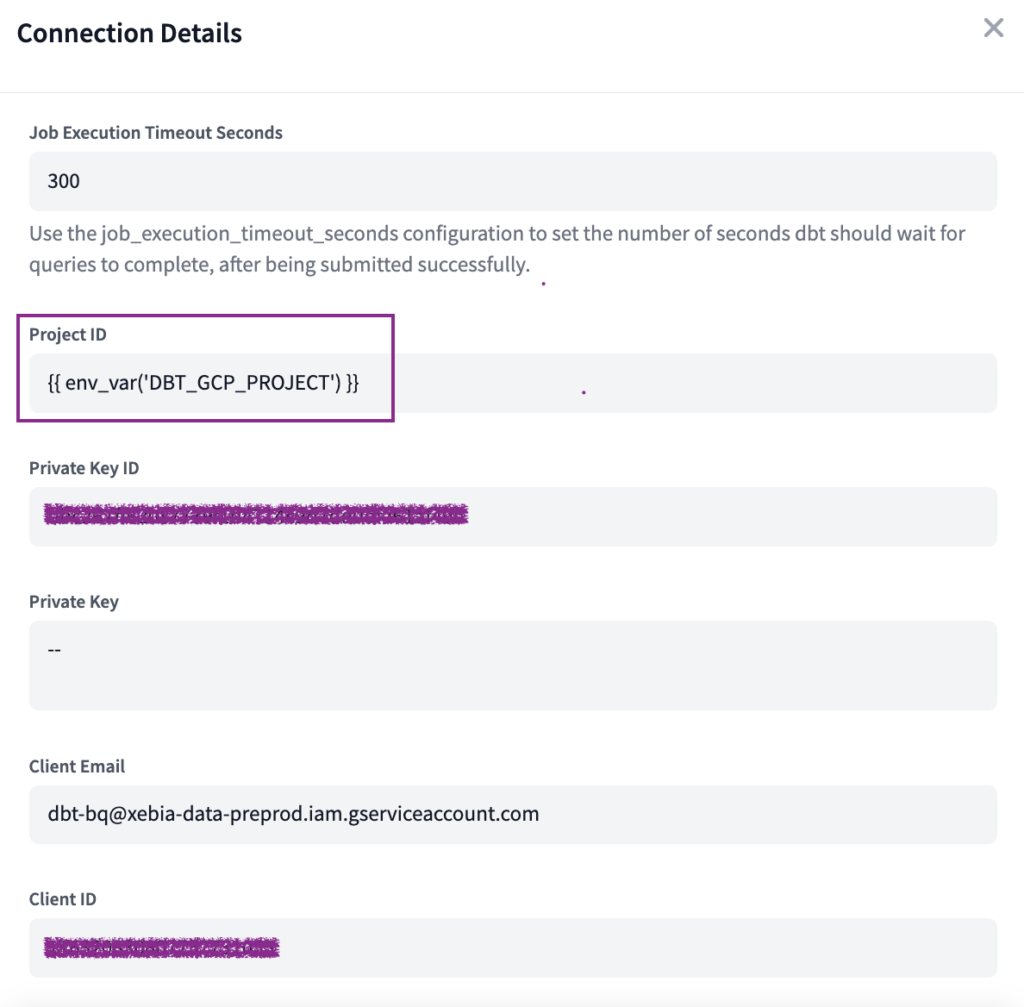 Connection Details
Job Execution Timeout Seconds
300
Use the job_execution_timeout_seconds configuration to set the number of seconds dbt should wait for
queries to complete, after being submitted successfully.
Project ID
{{ env_var('DBT_GCP_PROJECT') }}
Private Key ID
Private Key
--
Client Email
dbt-bq@xebia-data-preprod.iam.gserviceaccount.com
Client ID